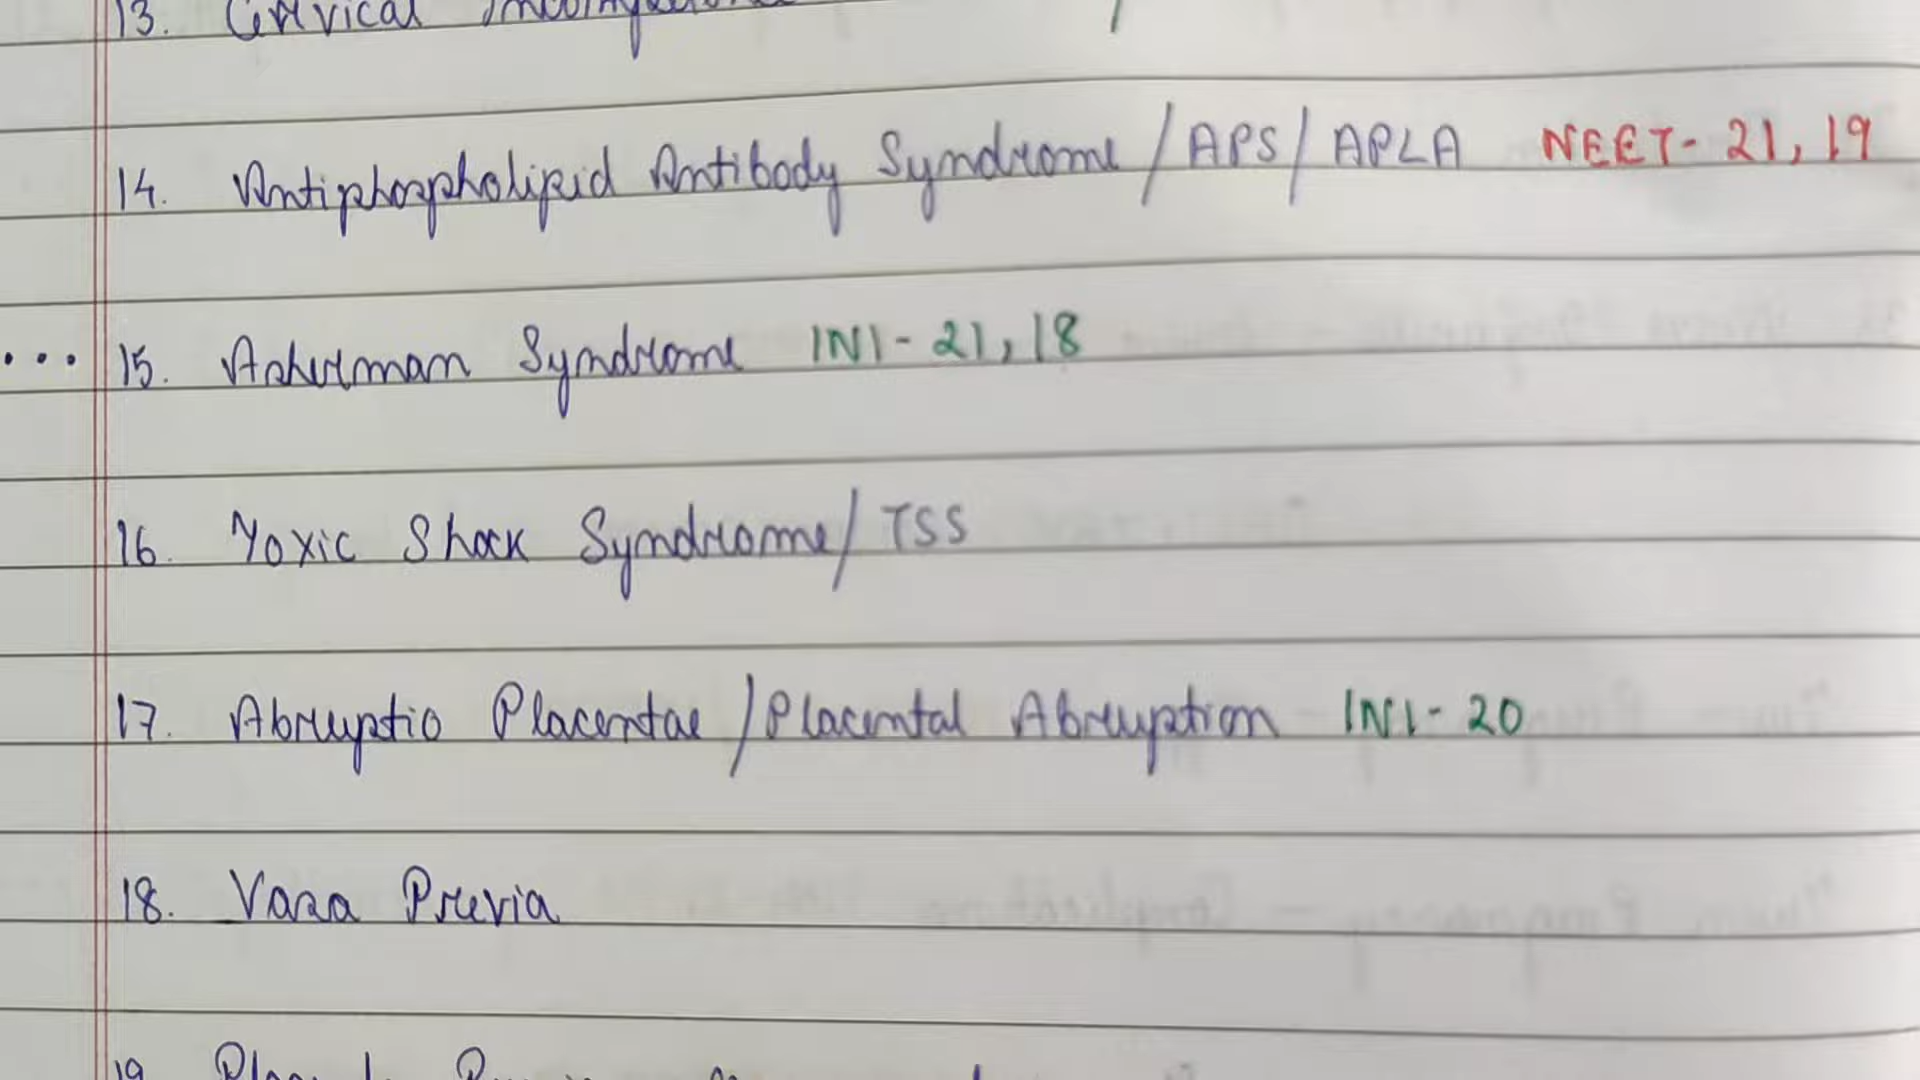 13. Cervical
14. Antiphospholipid Antibody Syndrome / APS / APLA NEET- 21, 19
15. Asherman Syndrome INI - 21, 18
16. Toxic Shock Syndrome / TSS
17. Abruptio Placentae / Placental Abruption INI - 20
18. Vasa Previa
19.